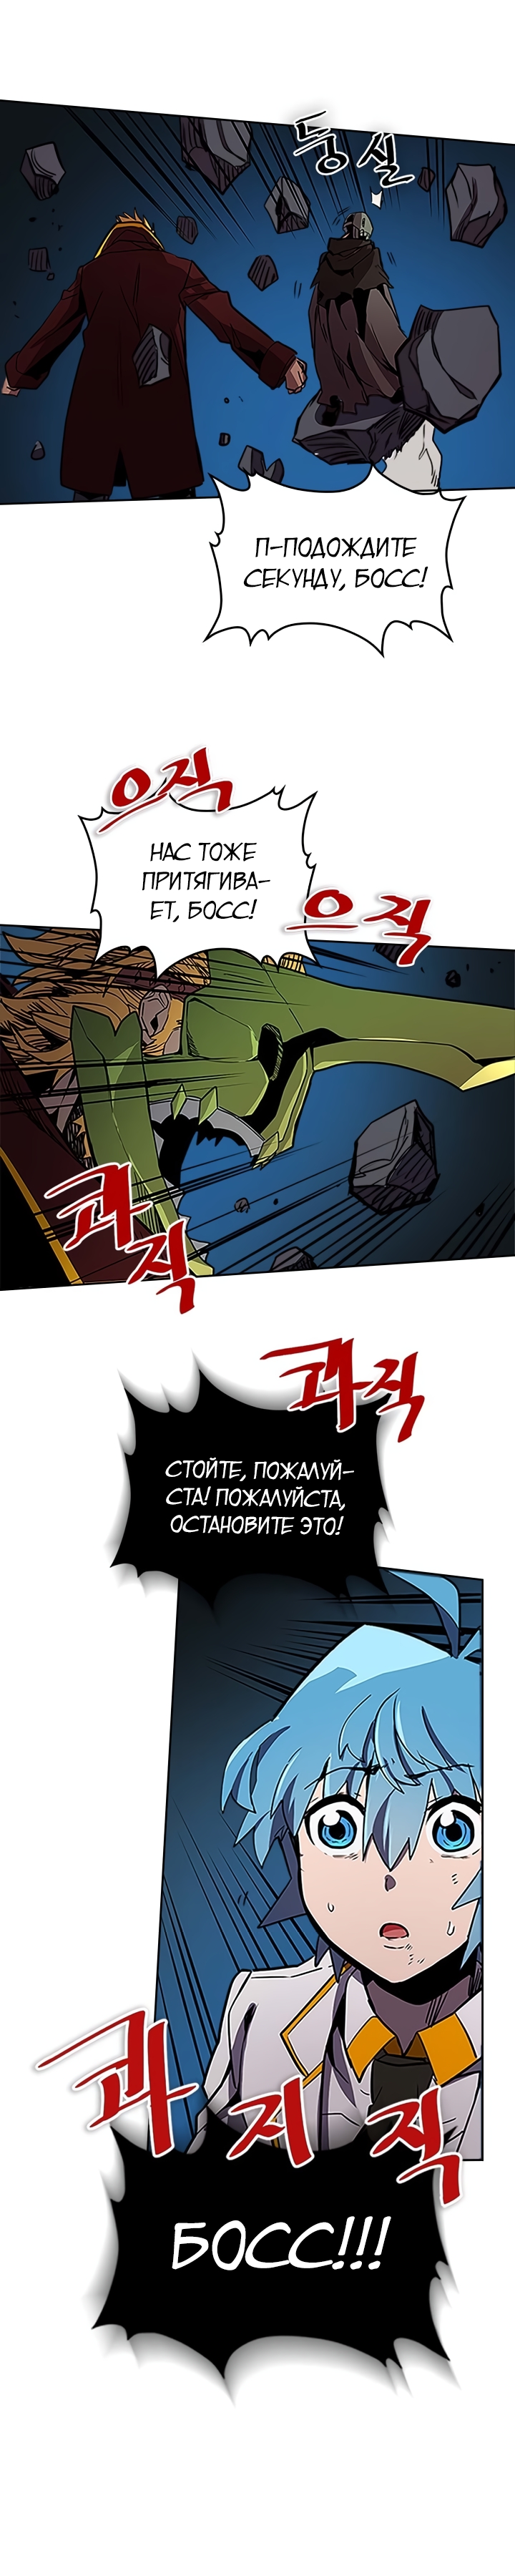 둥실
П-ПОДОЖДИТЕ
СЕКУНДУ, БОСС!
으직
НАС ТОЖЕ
ПРИТЯГИВА-
ЕТ, БОСС!
으직
콰직
콰직
СТОЙТЕ, ПОЖАЛУЙ-
СТА! ПОЖАЛУЙСТА,
ОСТАНОВИТЕ ЭТО!
콰지직
БОСС!!!